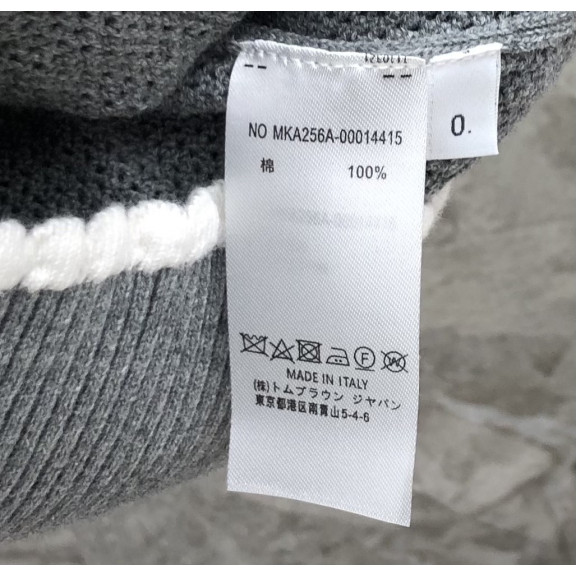 0.
NO MKA256A-00014415
棉 100%
MADE IN ITALY
(株)トムブラウン ジャパン
東京都港区南青山5-4-6